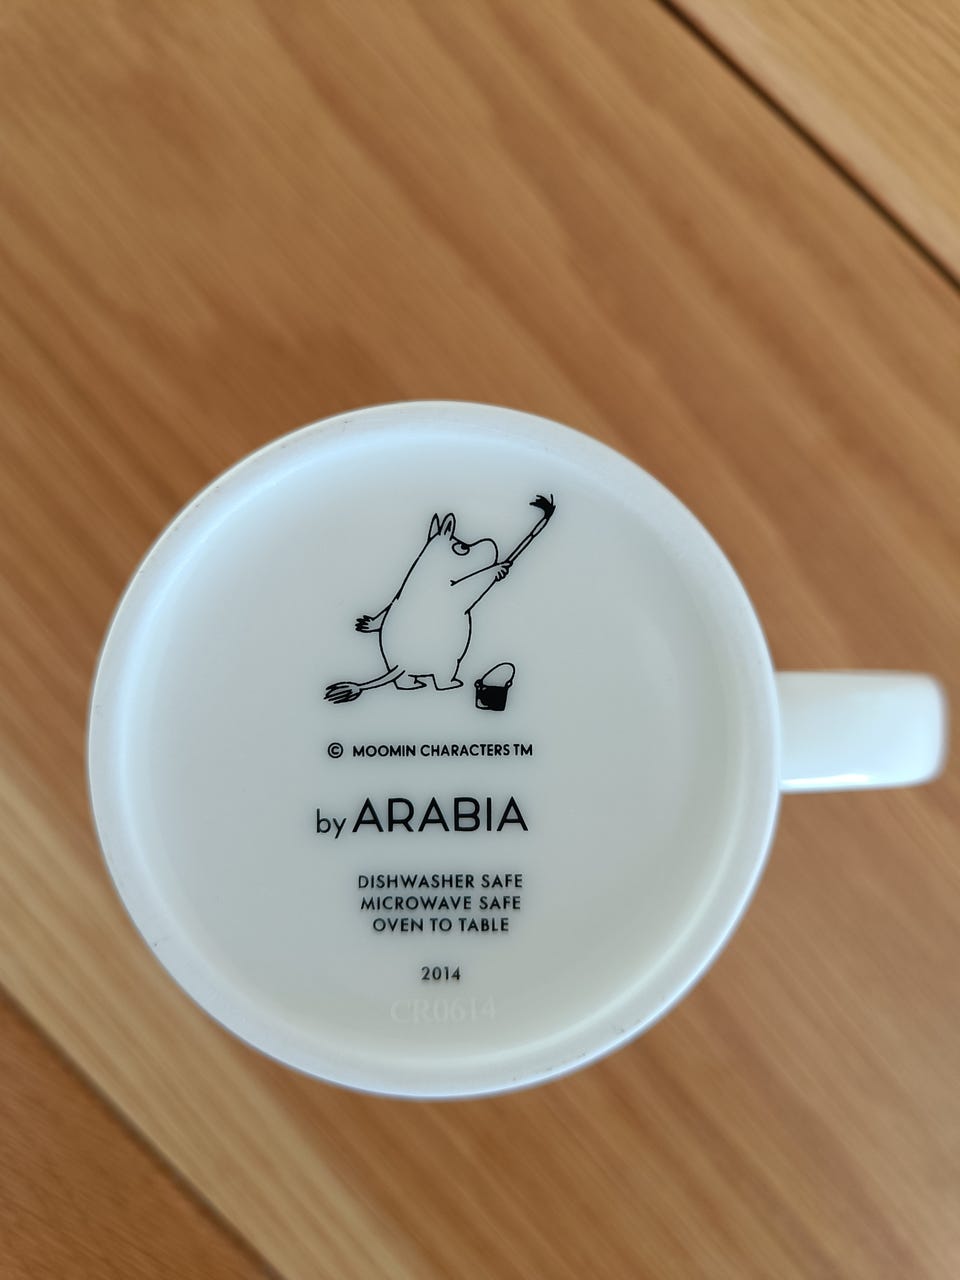 © MOOMIN CHARACTERS TM
by ARABIA
DISHWASHER SAFE
MICROWAVE SAFE
OVEN TO TABLE
2014
CR0614